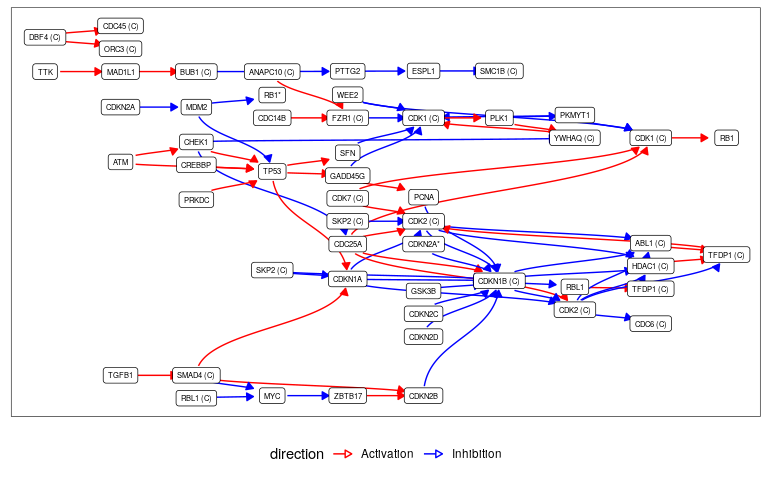 CDC45 (C)
DBF4 (C)
ORC3 (C)
TTK MAD1L1 BUB1 (C) ANAPC10 (C) PTTG2 ESPL1 SMC1B (C)
RB1* WEE2
CDKN2A MDM2
CDC14B FZR1 (C) CDK1 (C) PLK1 PKMYT1
CHEK1 YWHAQ (C) CDK1 (C) RB1
SFN
ATM CREBBP TP53 GADD45G
PRKDC CDK7 (C) PCNA
SKP2 (C) CDK2 (C)
CDC25A CDKN2A* ABL1 (C)
TFDP1 (C)
SKP2 (C) CDKN1A CDKN1B (C) HDAC1 (C)
GSK3B RBL1 TFDP1 (C)
CDKN2C CDK2 (C)
CDKN2D CDC6 (C)
TGFB1 SMAD4 (C)
RBL1 (C) MYC ZBTB17 CDKN2B
direction Activation Inhibition